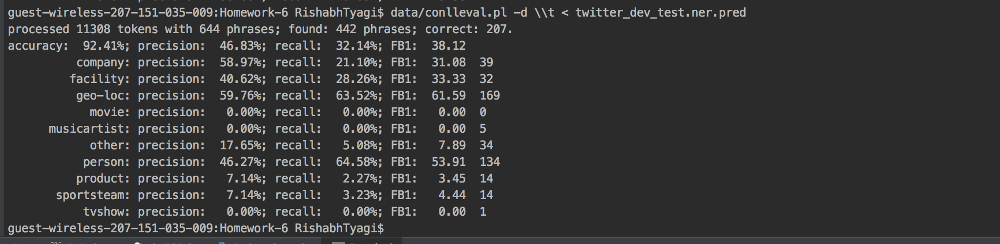 guest-wireless-207-151-035-009:Homework-6 RishabhTyagi$ data/conlleval.pl -d \\t < twitter_dev_test.ner.pred
processed 11308 tokens with 644 phrases; found: 442 phrases; correct: 207.
accuracy:  92.41%; precision:  46.83%; recall:  32.14%; FB1:  38.12
          company: precision:  58.97%; recall:  21.10%; FB1:  31.08  39
         facility: precision:  40.62%; recall:  28.26%; FB1:  33.33  32
          geo-loc: precision:  59.76%; recall:  63.52%; FB1:  61.59  169
            movie: precision:   0.00%; recall:   0.00%; FB1:   0.00  0
      musicartist: precision:   0.00%; recall:   0.00%; FB1:   0.00  5
            other: precision:  17.65%; recall:   5.08%; FB1:   7.89  34
           person: precision:  46.27%; recall:  64.58%; FB1:  53.91  134
          product: precision:   7.14%; recall:   2.27%; FB1:   3.45  14
       sportsteam: precision:   7.14%; recall:   3.23%; FB1:   4.44  14
           tvshow: precision:   0.00%; recall:   0.00%; FB1:   0.00  1
guest-wireless-207-151-035-009:Homework-6 RishabhTyagi$